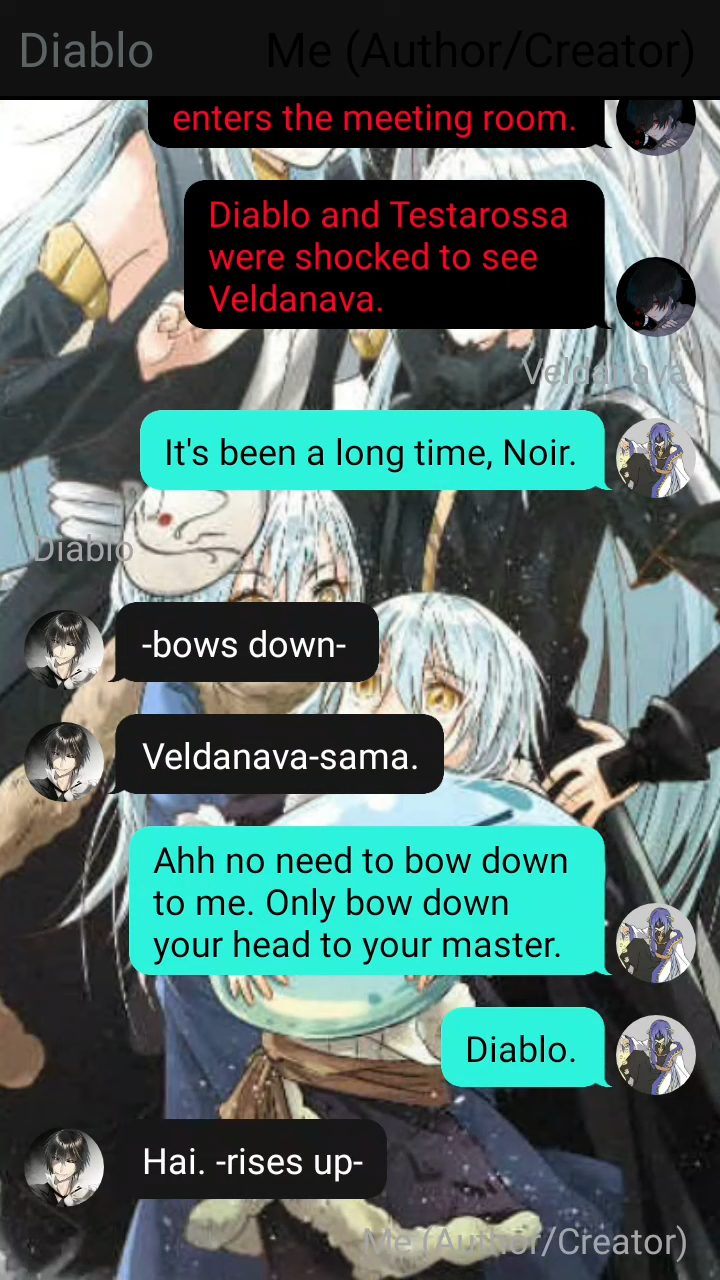 Diablo
Me (Author/Creator)
enters the meeting room.
Diablo and Testarossa
were shocked to see
Veldanava.
Veldanava
It's been a long time, Noir.
Diablo
-bows down-
Veldanava-sama.
Ahh no need to bow down
to me. Only bow down
your head to your master.
Diablo.
Hai. -rises up-
Me (Author/Creator)